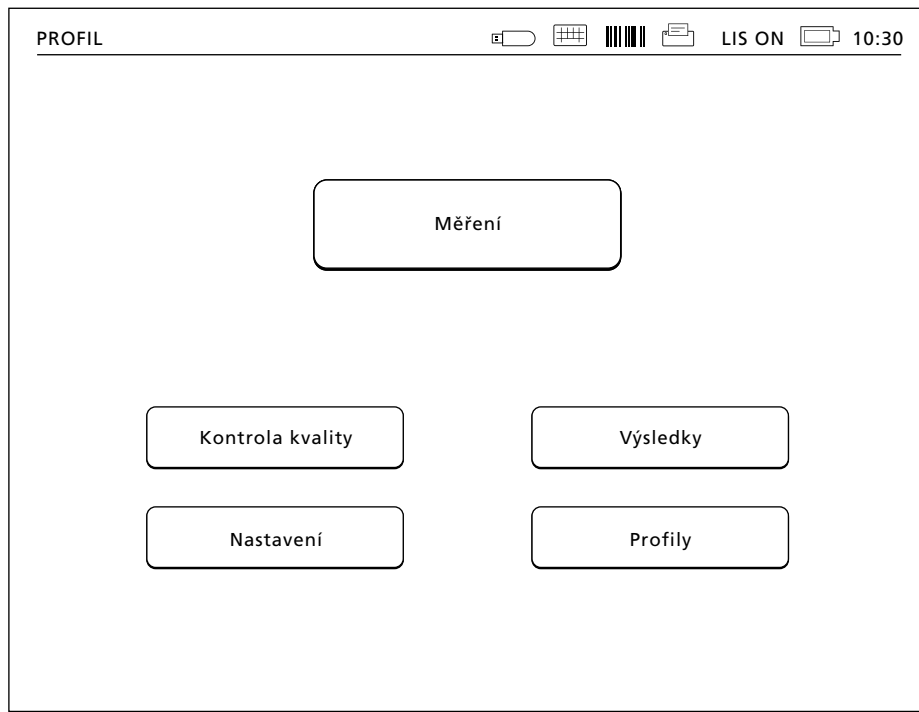 PROFIL LIS ON 10:30
Měření
Kontrola kvality Výsledky
Nastavení Profily